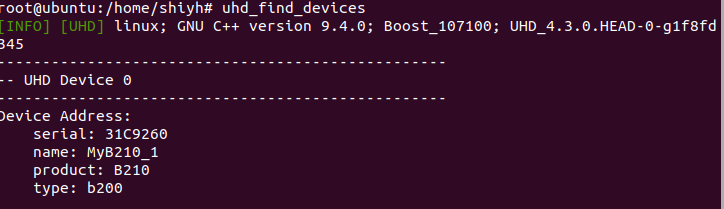 root@ubuntu:/home/shiyh# uhd_find_devices
[INFO] [UHD] linux; GNU C++ version 9.4.0; Boost_107100; UHD_4.3.0.HEAD-0-g1f8fd
345
--------------------------------------------------
-- UHD Device 0
--------------------------------------------------
Device Address:
    serial: 31C9260
    name: MyB210_1
    product: B210
    type: b200